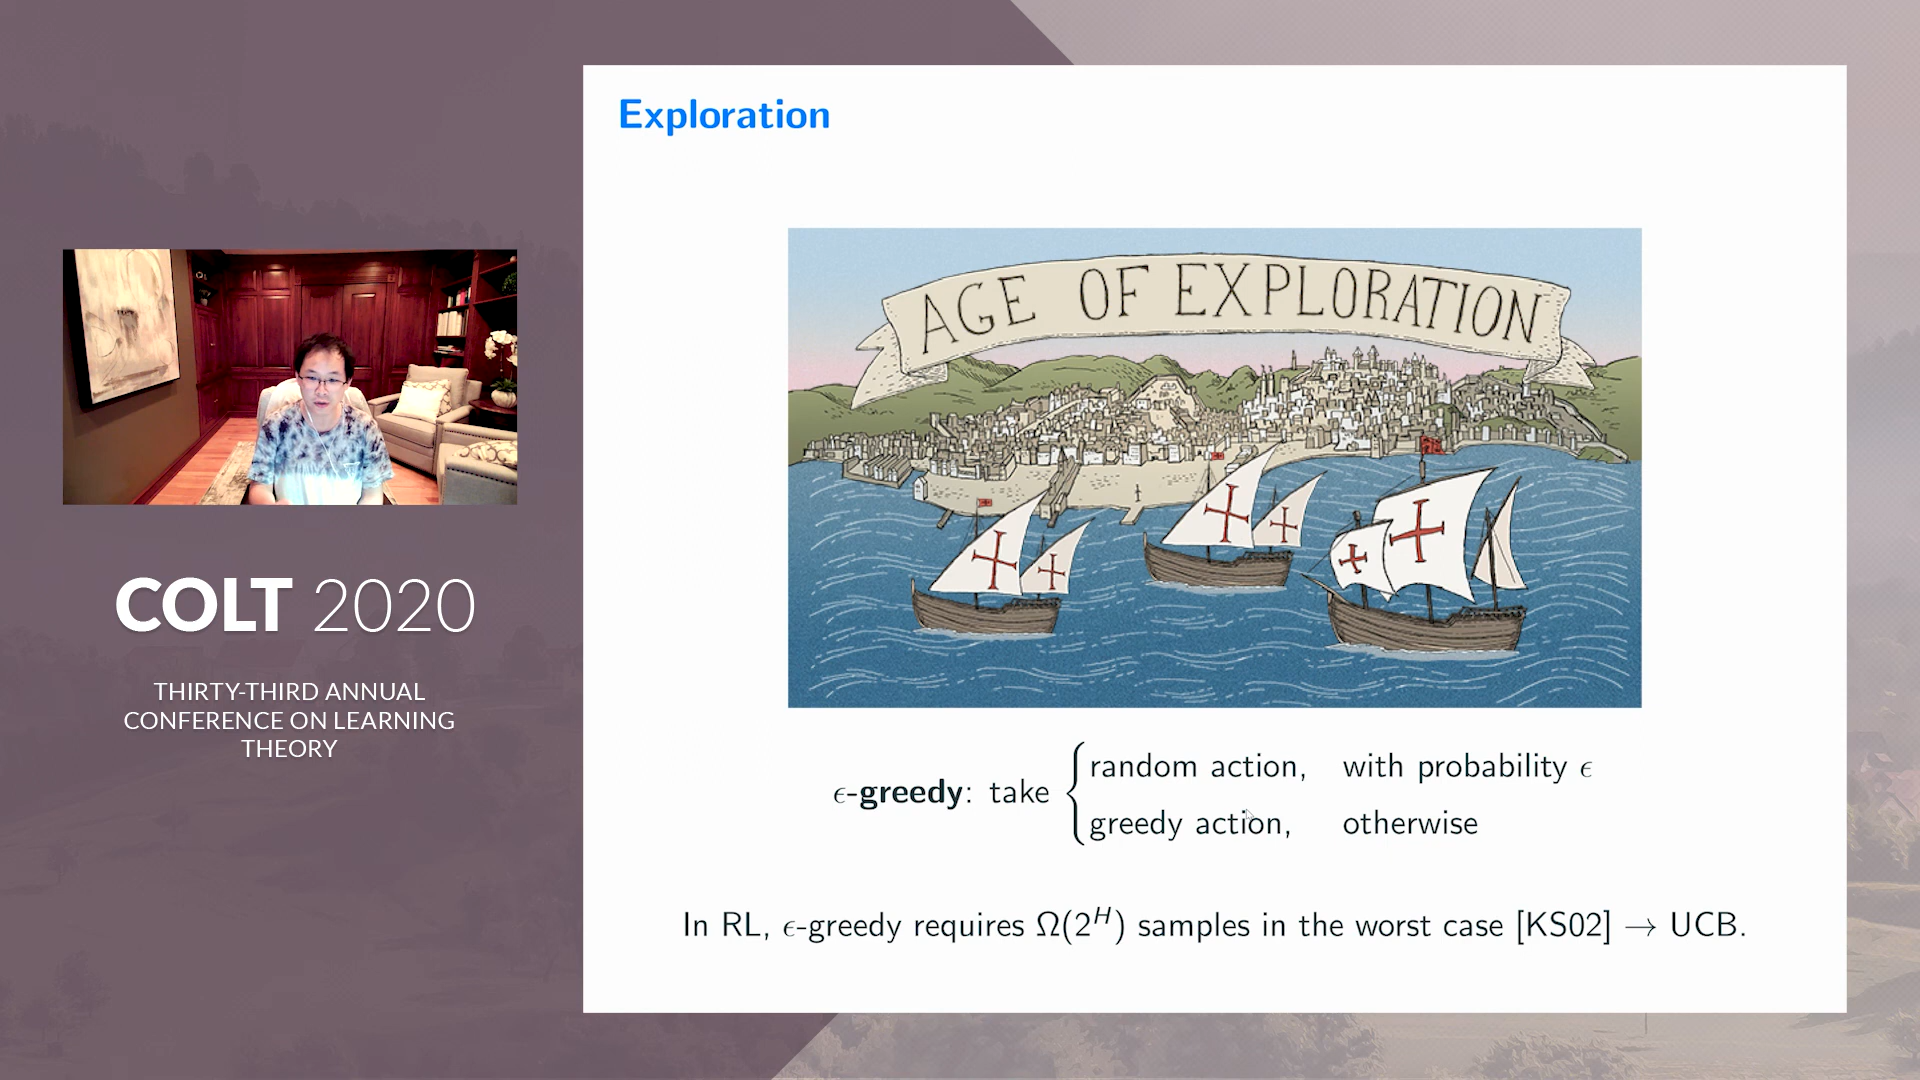 Exploration
AGE OF EXPLORATION
ϵ-greedy: take { random action, with probability ϵ
greedy action, otherwise
In RL, ϵ-greedy requires Ω(2^H) samples in the worst case [KS02] → UCB.
COLT 2020
THIRTY-THIRD ANNUAL
CONFERENCE ON LEARNING
THEORY